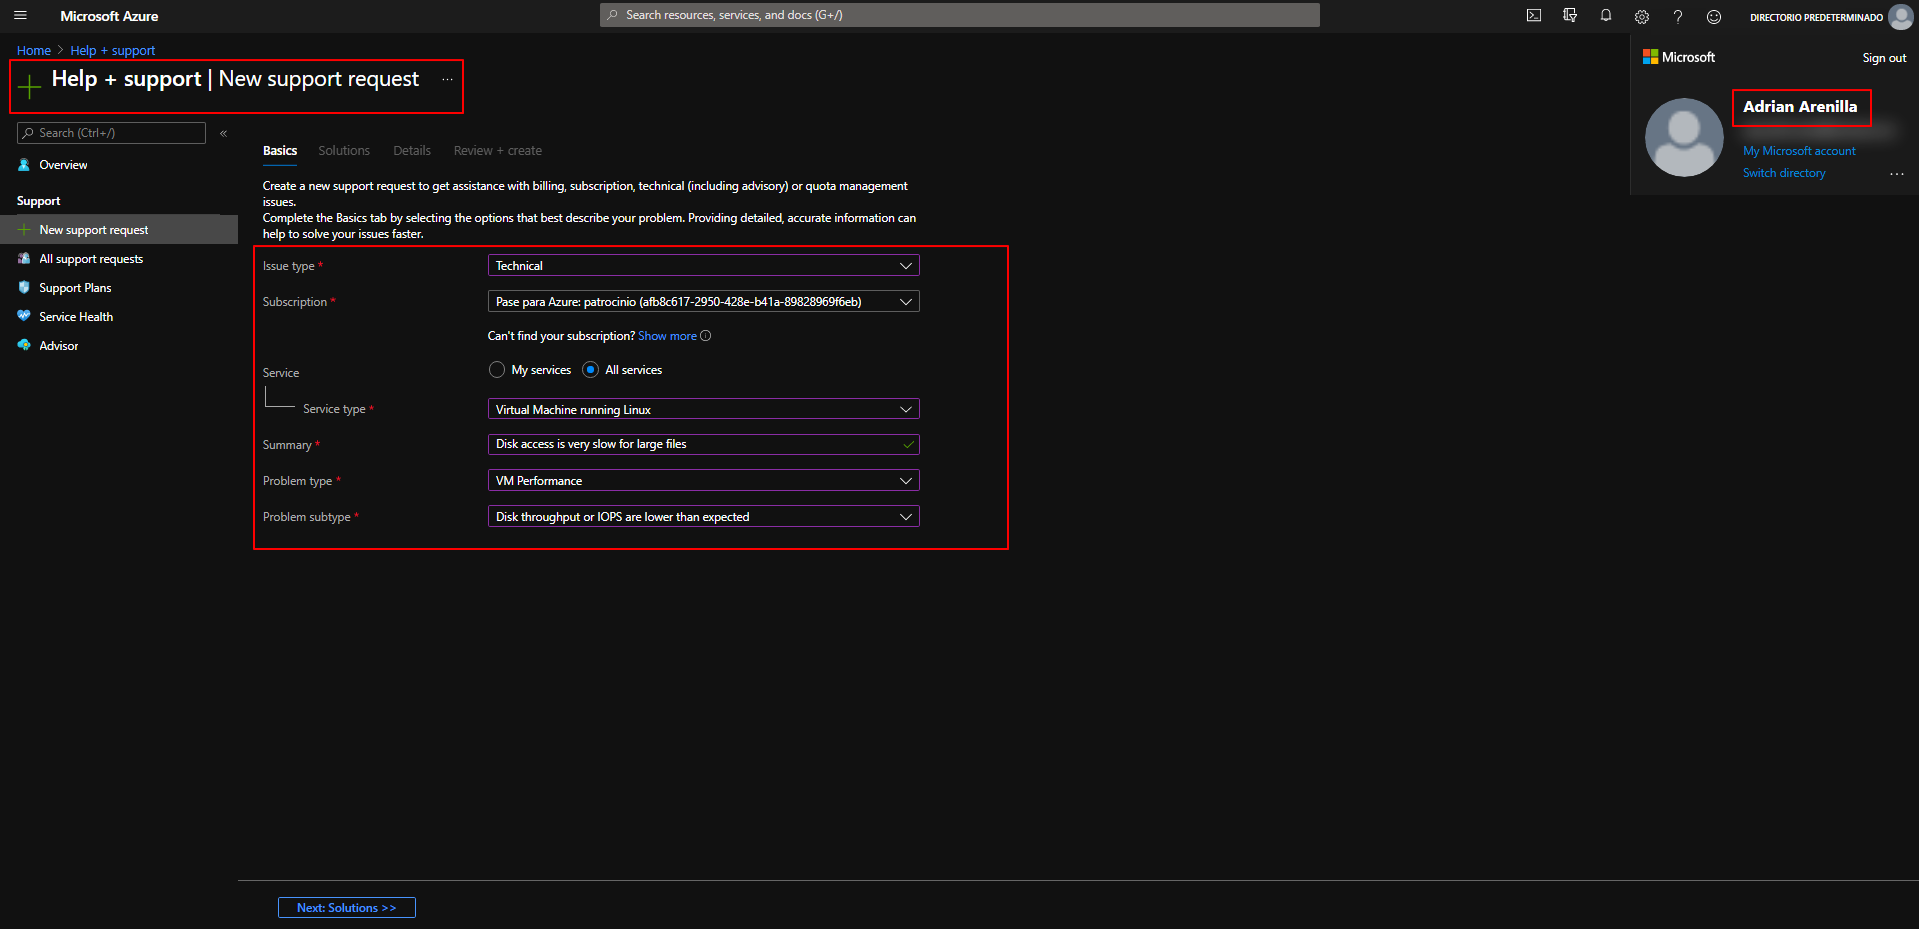 Microsoft Azure
Search resources, services, and docs (G+/)
DIRECTORIO PREDETERMINADO
Home > Help + support
Help + support | New support request ...
Microsoft
Sign out
Adrian Arenilla
My Microsoft account
Switch directory
...
Search (Ctrl+/)
«
Overview
Support
New support request
All support requests
Support Plans
Service Health
Advisor
Basics Solutions Details Review + create
Create a new support request to get assistance with billing, subscription, technical (including advisory) or quota management
issues.
Complete the Basics tab by selecting the options that best describe your problem. Providing detailed, accurate information can
help to solve your issues faster.
Issue type * Technical
Subscription * Pase para Azure: patrocinio (afb8c617-2950-428e-b41a-89828969f6eb)
Can't find your subscription? Show more
Service My services All services
Service type * Virtual Machine running Linux
Summary * Disk access is very slow for large files
Problem type * VM Performance
Problem subtype * Disk throughput or IOPS are lower than expected
Next: Solutions >>